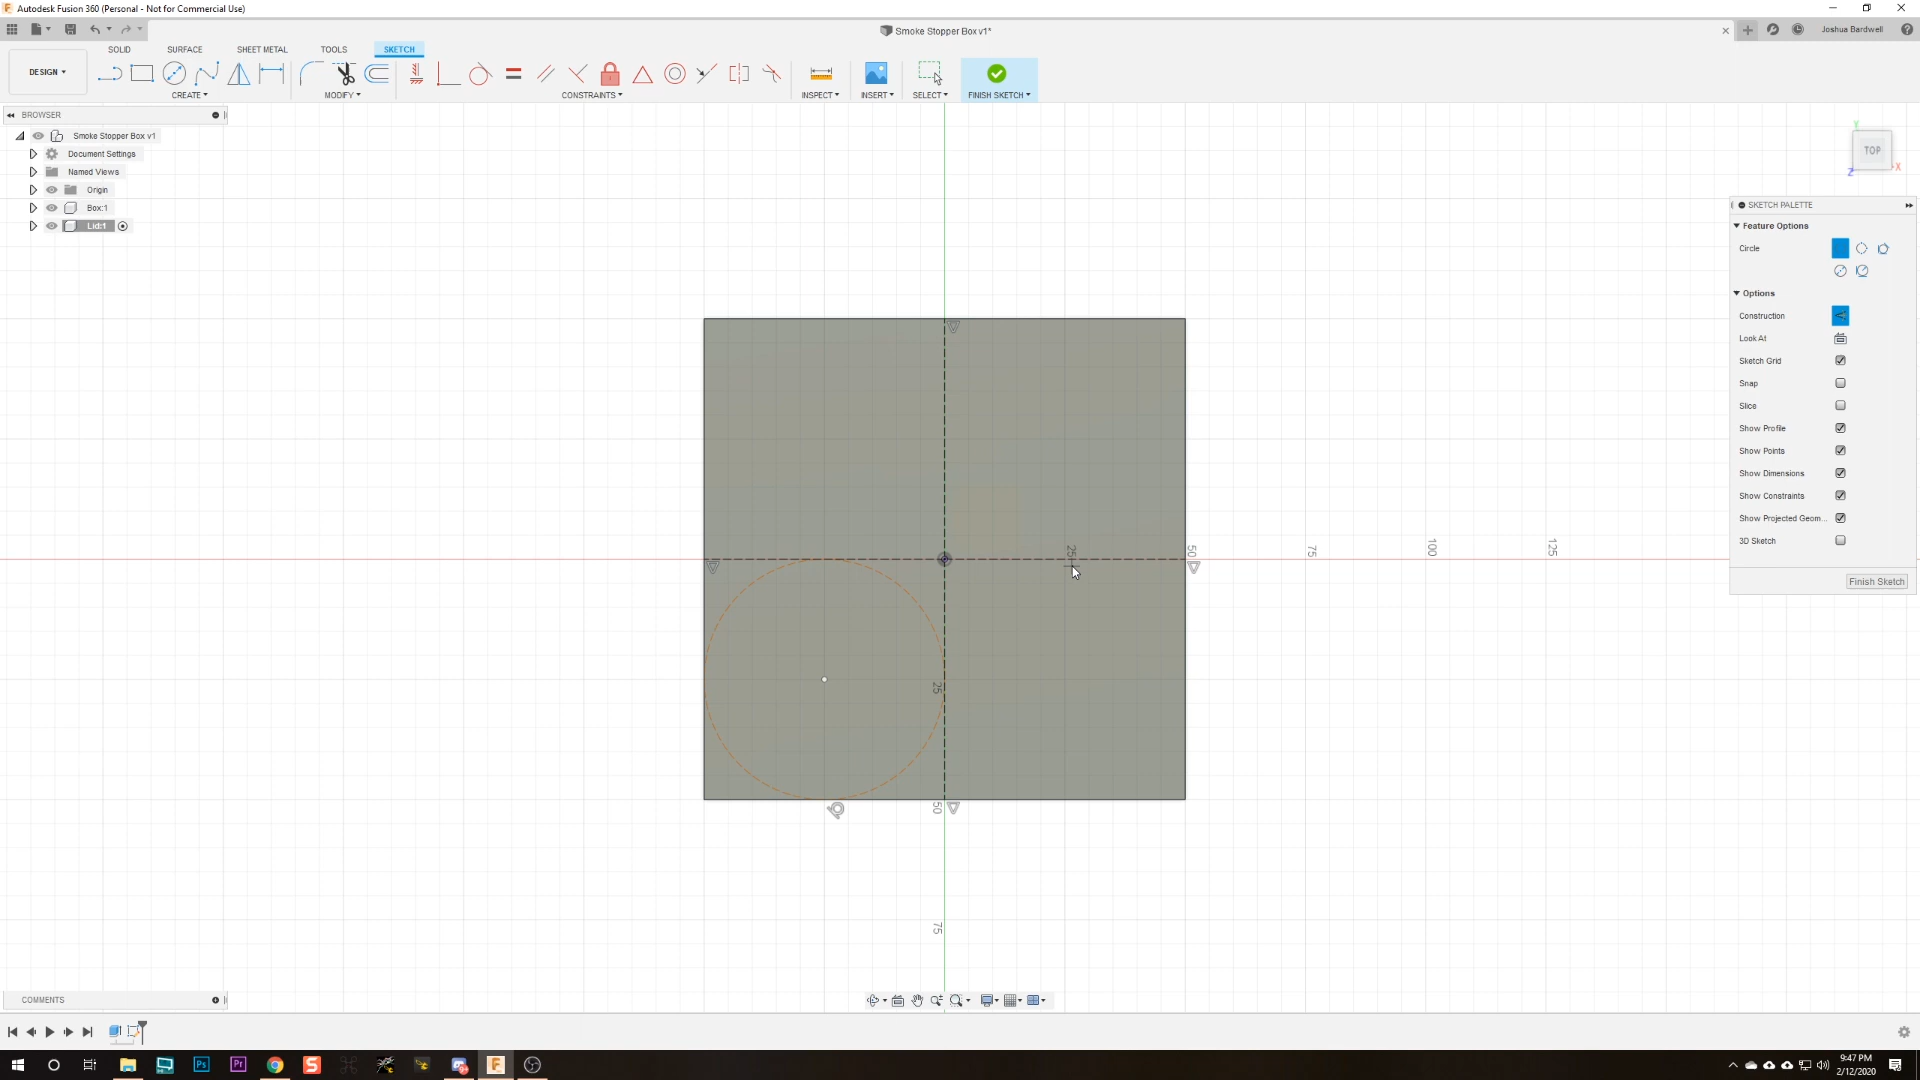 Autodesk Fusion 360 (Personal - Not for Commercial Use)
Smoke Stopper Box v1*
Joshua Bardwell
SOLID SURFACE SHEET METAL TOOLS SKETCH
DESIGN
CREATE MODIFY CONSTRAINTS INSPECT INSERT SELECT FINISH SKETCH
BROWSER
Smoke Stopper Box v1
Document Settings
Named Views
Origin
Box:1
Lid:1
TOP
Y
X
Z
SKETCH PALETTE
Feature Options
Circle
Options
Construction
Look At
Sketch Grid
Snap
Slice
Show Profile
Show Points
Show Dimensions
Show Constraints
Show Projected Geom...
3D Sketch
Finish Sketch
25 50 75 100 125
25
50
75
COMMENTS
Ps
Pr
S
F
9:47 PM
2/12/2020